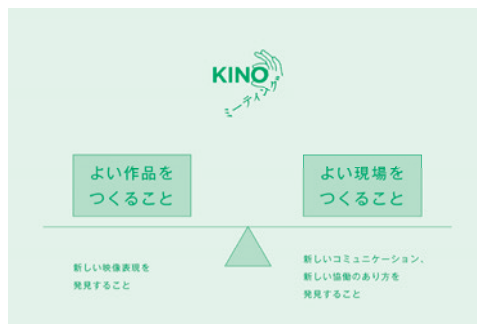 KINO
ミーティング
よい作品を
つくること
よい現場を
つくること
新しい映像表現を
発見すること
新しいコミュニケーション、
新しい協働のあり方を
発見すること